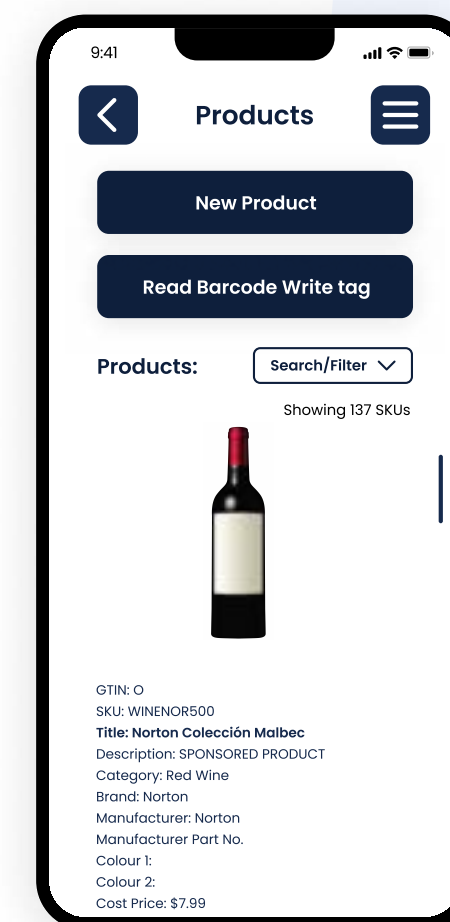 9:41
Products
New Product
Read Barcode Write tag
Products:
Search/Filter
Showing 137 SKUs
GTIN: O
SKU: WINENOR500
Title: Norton Colección Malbec
Description: SPONSORED PRODUCT
Category: Red Wine
Brand: Norton
Manufacturer: Norton
Manufacturer Part No.
Colour 1:
Colour 2:
Cost Price: $7.99